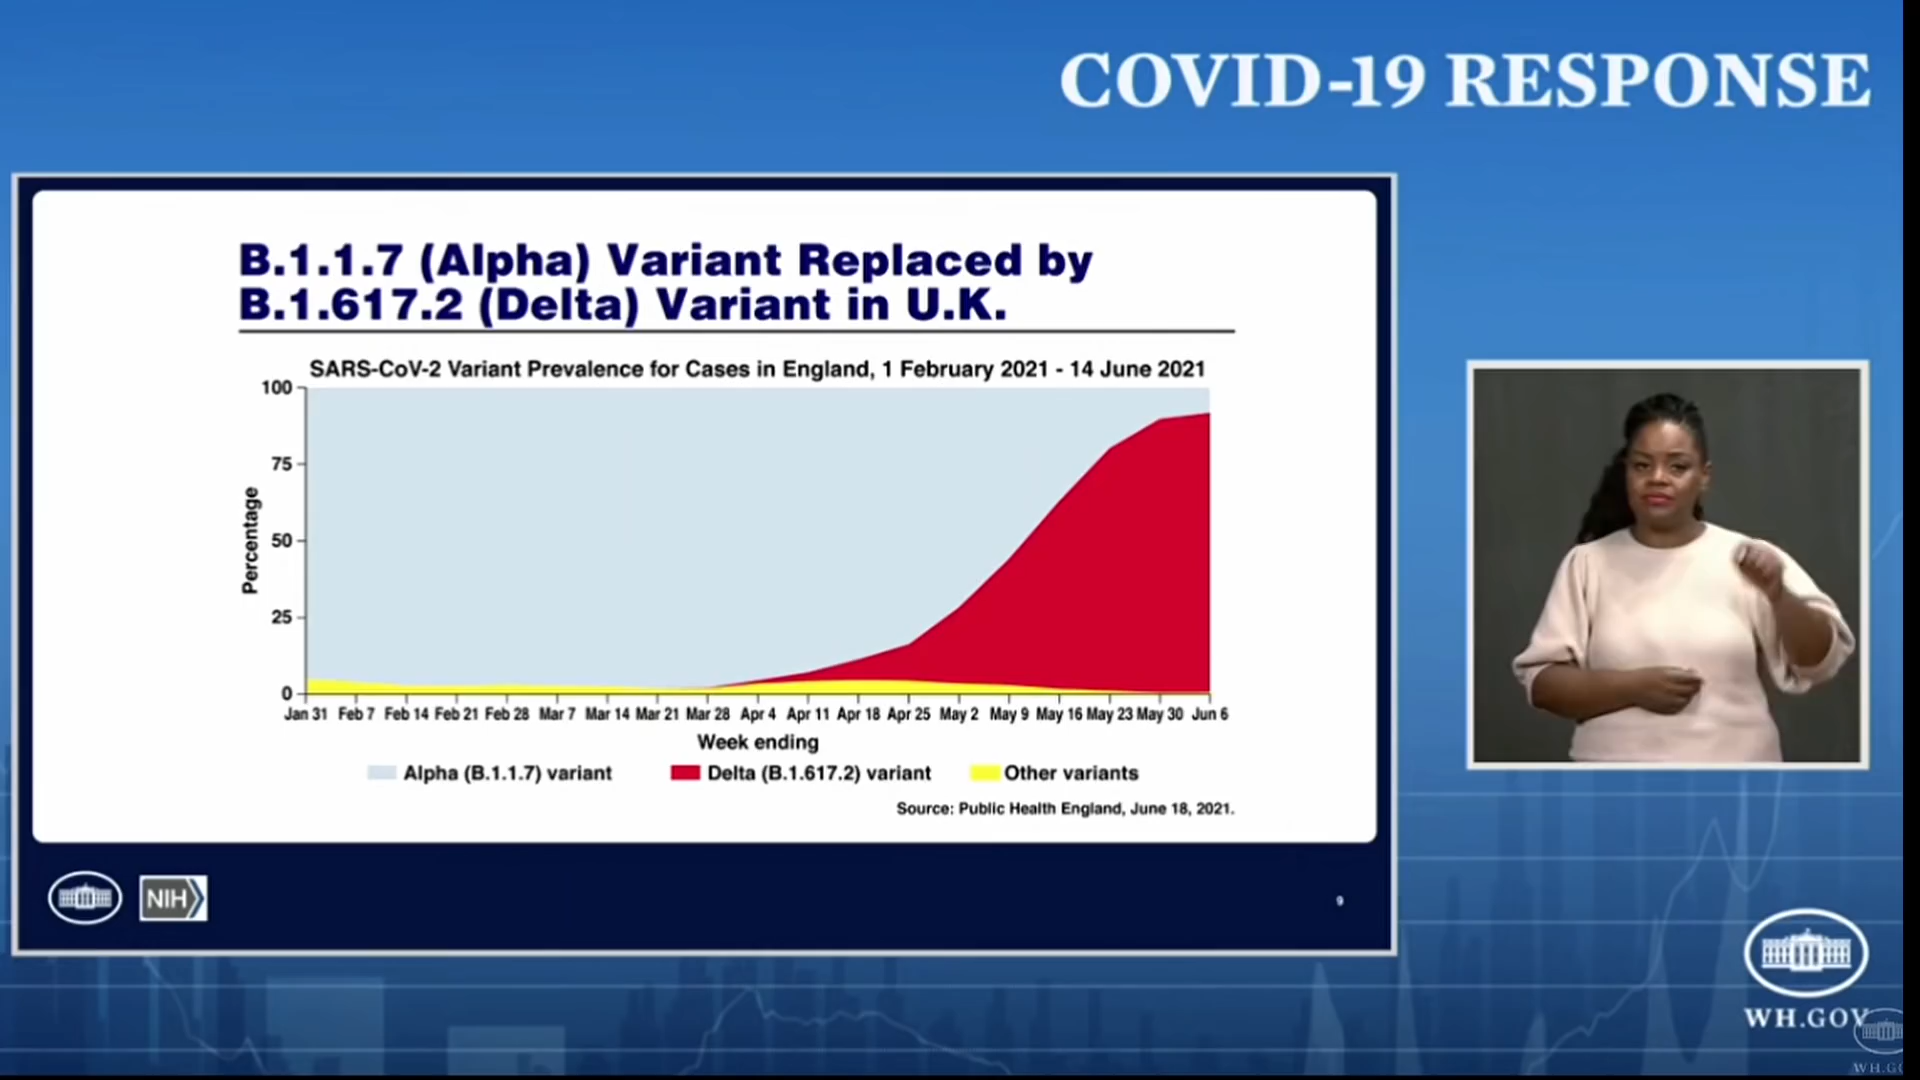 COVID-19 RESPONSE
B.1.1.7 (Alpha) Variant Replaced by
B.1.617.2 (Delta) Variant in U.K.
SARS-CoV-2 Variant Prevalence for Cases in England, 1 February 2021 - 14 June 2021
100
75
50
25
0
Percentage
Jan 31 Feb 7 Feb 14 Feb 21 Feb 28 Mar 7 Mar 14 Mar 21 Mar 28 Apr 4 Apr 11 Apr 18 Apr 25 May 2 May 9 May 16 May 23 May 30 Jun 6
Week ending
Alpha (B.1.1.7) variant Delta (B.1.617.2) variant Other variants
Source: Public Health England, June 18, 2021.
NIH
9
WH.GOV
WH.G